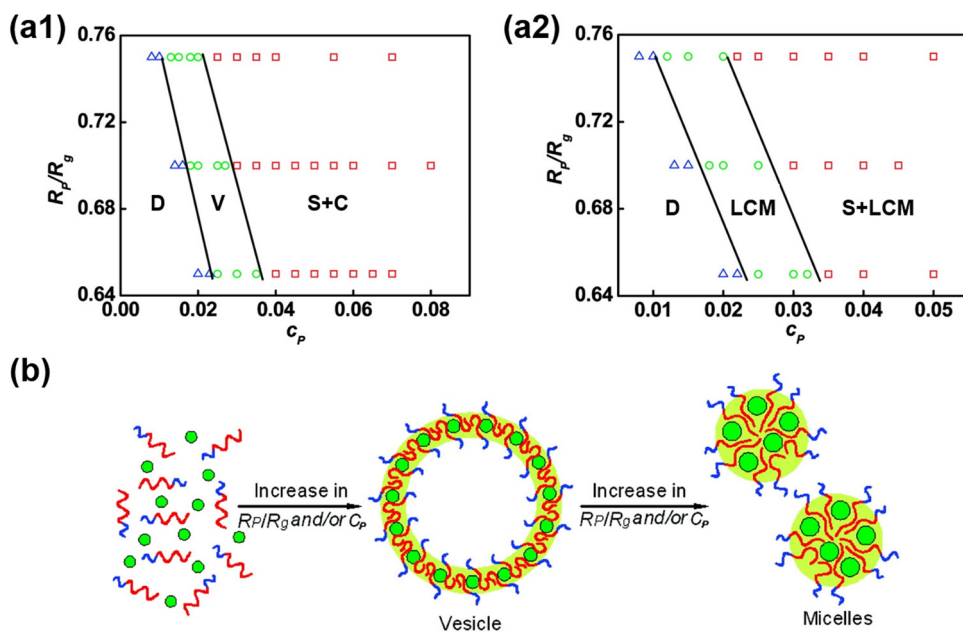 (a1)
0.76
0.72
0.68
0.64
R_P/R_g
D
V
S+C
0.00
0.02
0.04
0.06
0.08
c_P
(a2)
0.76
0.72
0.68
0.64
R_P/R_g
D
LCM
S+LCM
0.01
0.02
0.03
0.04
0.05
c_P
(b)
Increase in
R_P/R_g and/or C_P
Vesicle
Increase in
R_P/R_g and/or C_P
Micelles